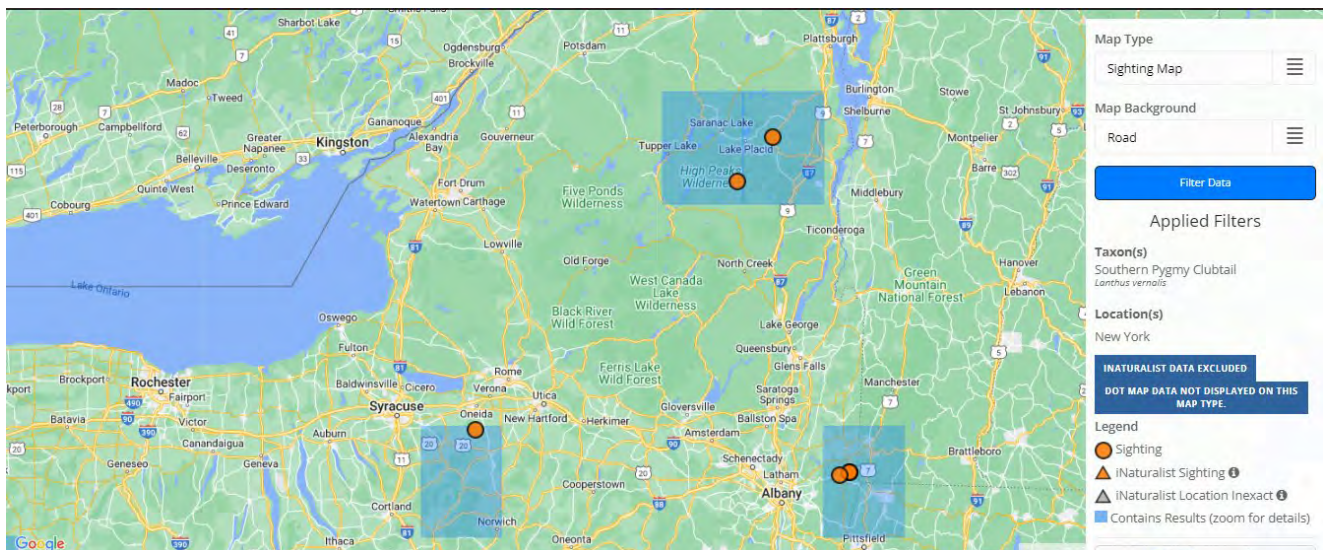 Sharbot Lake
Smiths Falls
Ogdensburg
Brockville
Potsdam
Plattsburgh
Madoc
Tweed
Gananoque
Burlington
Stowe
St Johnsbury
Peterborough
Campbellford
Greater Napanee
Kingston
Alexandria Bay
Gouverneur
Saranac Lake
Shelburne
Montpelier
Belleville
Deseronto
Tupper Lake
Lake Placid
Barre
Quinte West
Prince Edward
Fort Drum
High Peaks Wilderness
Five Ponds Wilderness
Middlebury
Cobourg
Watertown
Carthage
Ticonderoga
Lowville
Old Forge
North Creek
Hanover
Lebanon
Lake Ontario
West Canada Lake Wilderness
Green Mountain National Forest
Oswego
Black River Wild Forest
Lake George
Fulton
Queensbury
Glens Falls
Brockport
Rochester
Fairport
Baldwinsville
Cicero
Rome
Verona
Ferris Lake Wild Forest
Manchester
Batavia
Victor
Syracuse
Oneida
Utica
New Hartford
Herkimer
Gloversville
Saratoga Springs
Ballston Spa
Canandaigua
Auburn
Amsterdam
Brattleboro
Geneseo
Geneva
Schenectady
Latham
Albany
Cooperstown
Cortland
Norwich
Ithaca
Oneonta
Pittsfield
Google
Map Type
Sighting Map
Map Background
Road
Filter Data
Applied Filters
Taxon(s)
Southern Pygmy Clubtail
Lanthus vernalis
Location(s)
New York
INATURALIST DATA EXCLUDED
DOT MAP DATA NOT DISPLAYED ON THIS
MAP TYPE.
Legend
Sighting
iNaturalist Sighting
iNaturalist Location Inexact
Contains Results (zoom for details)